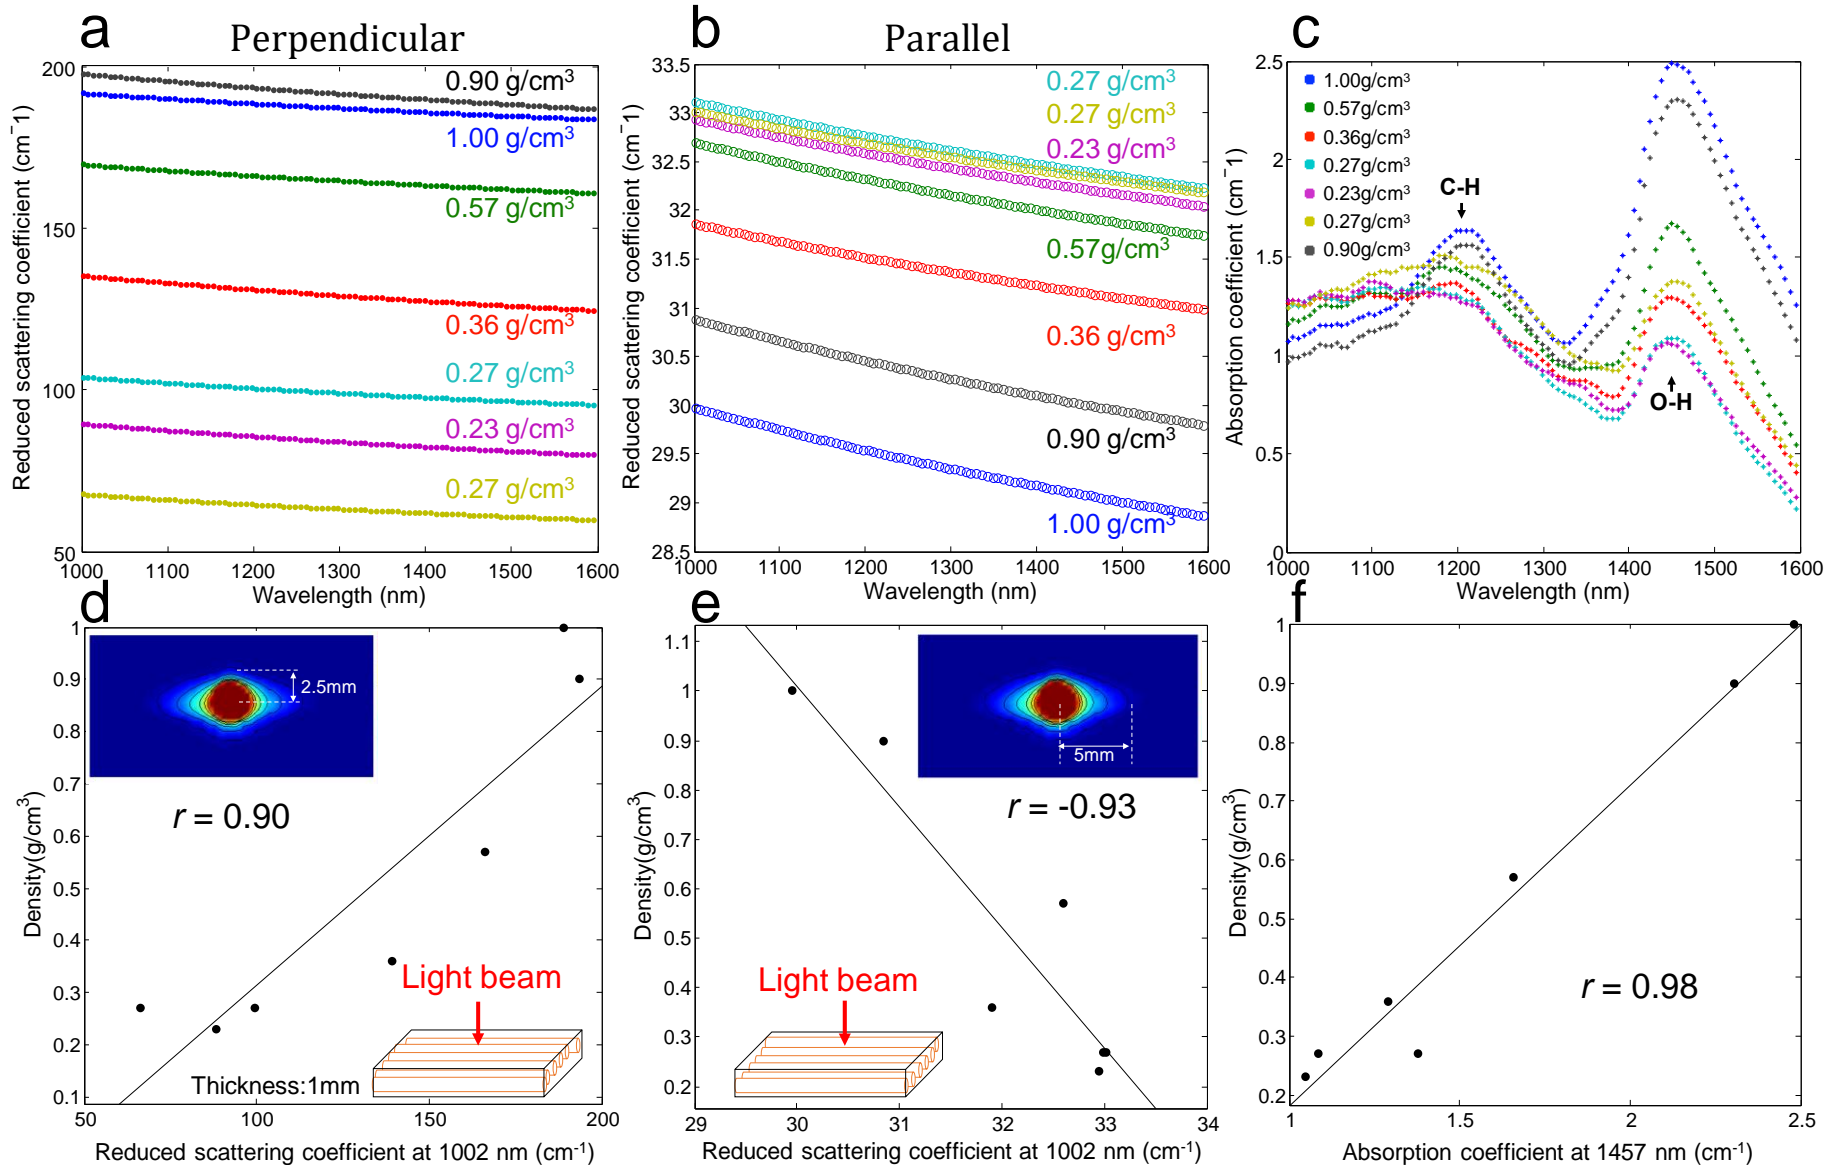 a
Perpendicular
Reduced scattering coefficient (cm⁻1)
200
150
100
50
0.90 g/cm³
1.00 g/cm³
0.57 g/cm³
0.36 g/cm³
0.27 g/cm³
0.23 g/cm³
0.27 g/cm³
1000 1100 1200 1300 1400 1500 1600
Wavelength (nm)
b
Parallel
Reduced scattering coefficient (cm⁻1)
33.5
33
32.5
32
31.5
31
30.5
30
29.5
29
28.5
0.27 g/cm³
0.27 g/cm³
0.23 g/cm³
0.57g/cm³
0.36 g/cm³
0.90 g/cm³
1.00 g/cm³
1000 1100 1200 1300 1400 1500 1600
Wavelength (nm)
c
Absorption coefficient (cm⁻1)
2.5
2
1.5
1
0.5
0
1.00g/cm³
0.57g/cm³
0.36g/cm³
0.27g/cm³
0.23g/cm³
0.27g/cm³
0.90g/cm³
C-H
O-H
1000 1100 1200 1300 1400 1500 1600
Wavelength (nm)
d
Density(g/cm³)
1
0.9
0.8
0.7
0.6
0.5
0.4
0.3
0.2
0.1
2.5mm
r = 0.90
Light beam
Thickness:1mm
50 100 150 200
Reduced scattering coefficient at 1002 nm (cm⁻¹)
e
Density(g/cm³)
1.1
1
0.9
0.8
0.7
0.6
0.5
0.4
0.3
0.2
5mm
r = -0.93
Light beam
29 30 31 32 33 34
Reduced scattering coefficient at 1002 nm (cm⁻¹)
f
Density(g/cm³)
1
0.9
0.8
0.7
0.6
0.5
0.4
0.3
0.2
r = 0.98
1 1.5 2 2.5
Absorption coefficient at 1457 nm (cm⁻¹)